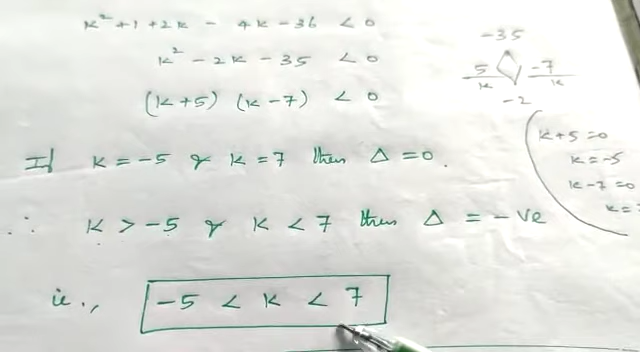 k² + 1 + 2k - 4k - 36 < 0
k² - 2k - 35 < 0
(k+5) (k-7) < 0
-35
5/k -7/k
-2
k+5=0
k=-5
k-7=0
k=
If k = -5 & k = 7 then Δ = 0.
∴ k > -5 & k < 7 then Δ = -ve
ie., -5 < k < 7